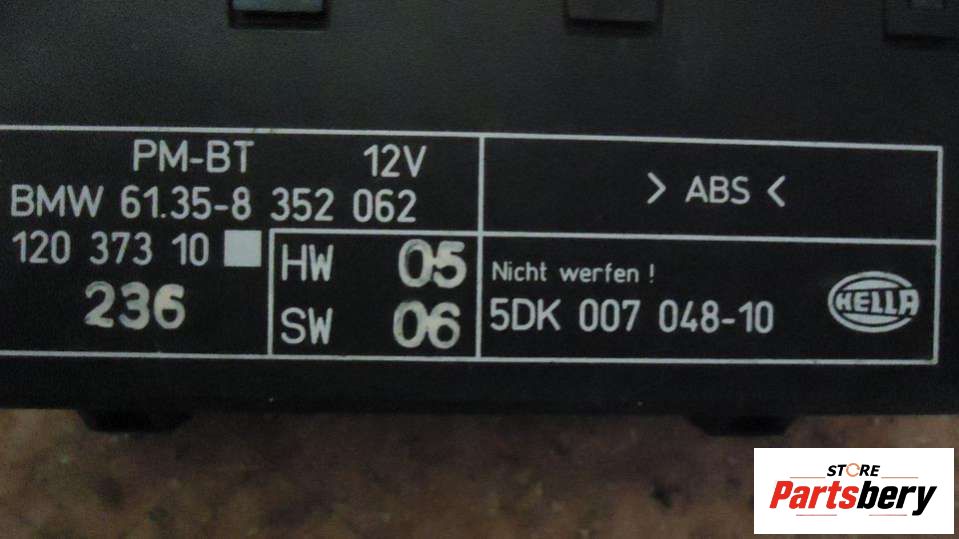 PM-BT 12V
BMW 61.35-8 352 062
120 373 10
236
HW 05
SW 06
> ABS <
Nicht werfen !
5DK 007 048-10
HELLA
STORE
Partsbery